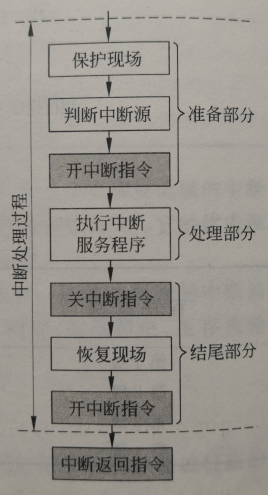 保护现场
判断中断源
准备部分
开中断指令
执行中断
服务程序
处理部分
中断处理过程
关中断指令
恢复现场
结尾部分
开中断指令
中断返回指令